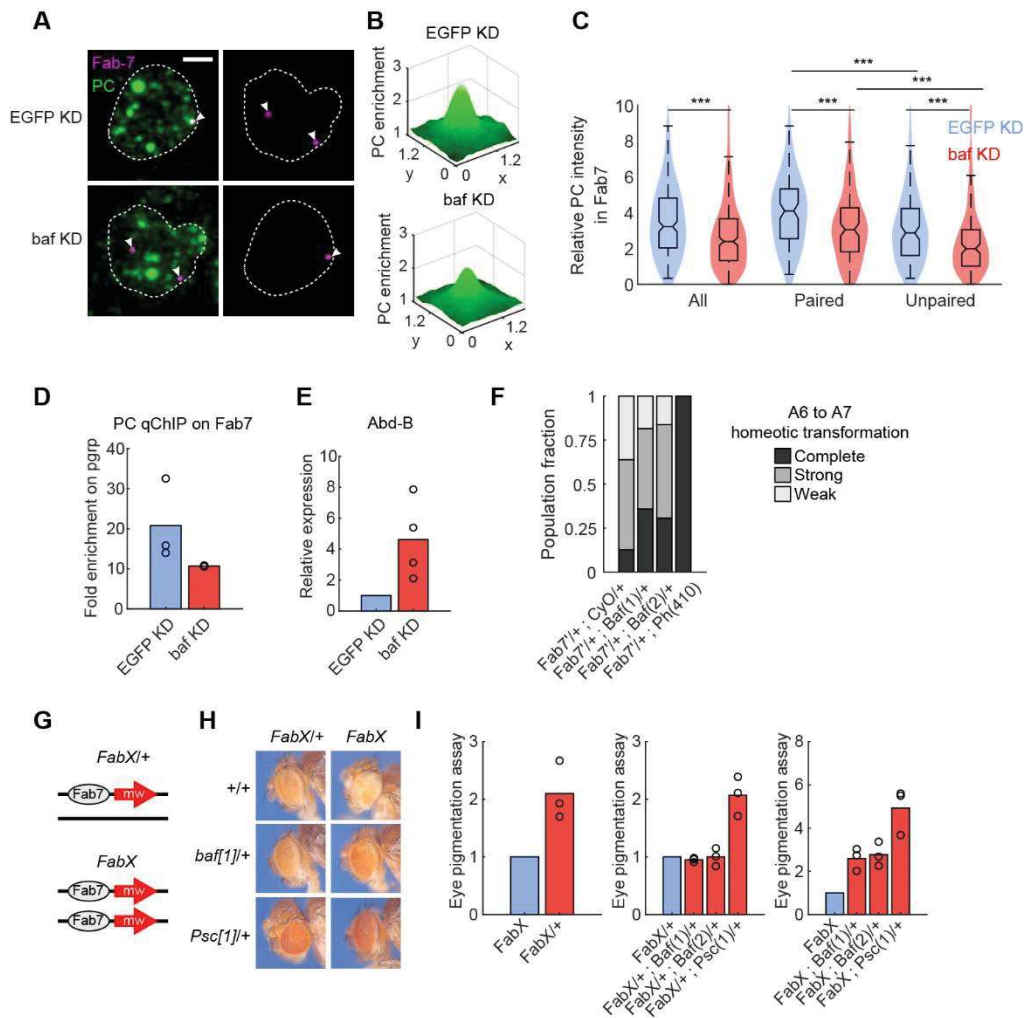 A
Fab-7
PC
EGFP KD
baf KD
B
EGFP KD
3
2
1
PC enrichment
1.2
y
0
0
x
1.2
baf KD
3
2
1
PC enrichment
1.2
y
0
0
x
1.2
C
***
***
***
***
***
EGFP KD
baf KD
10
8
6
4
2
0
Relative PC intensity
in Fab7
All
Paired
Unpaired
D
PC qChIP on Fab7
40
30
20
10
0
Fold enrichment on pgrp
EGFP KD
baf KD
E
Abd-B
10
8
6
4
2
0
Relative expression
EGFP KD
baf KD
F
1
0.75
0.5
0.25
0
Population fraction
Fab7/+ ; CyO/+
Fab7/+ ; Baf(1)/+
Fab7/+ ; Baf(2)/+
Fab7/+ ; Ph(410)
A6 to A7
homeotic transformation
Complete
Strong
Weak
G
FabX/+
Fab7
mw
FabX
Fab7
mw
Fab7
mw
H
FabX/+
FabX
+/+
baf[1]/+
Psc[1]/+
I
3
2
1
0
Eye pigmentation assay
FabX
FabX/+
3
2
1
0
Eye pigmentation assay
FabX/+
FabX/+ ; Baf(1)/+
FabX/+ ; Baf(2)/+
FabX/+ ; Psc(1)/+
8
6
4
2
0
Eye pigmentation assay
FabX
FabX ; Baf(1)/+
FabX ; Baf(2)/+
FabX ; Psc(1)/+